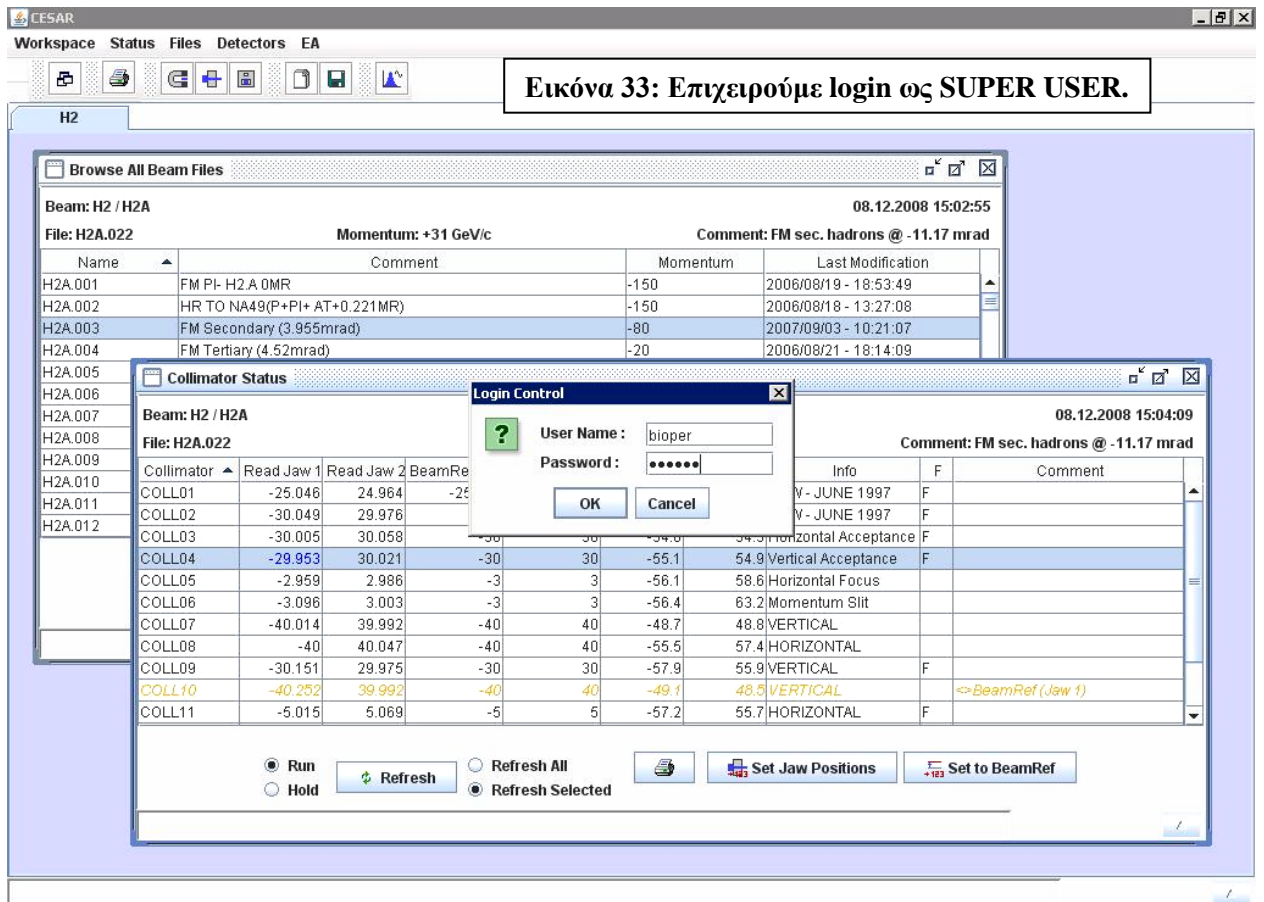 CESAR
Workspace Status Files Detectors EA
Εικόνα 33: Επιχειρούμε login ως SUPER USER.
H2
Browse All Beam Files
Beam: H2 / H2A 08.12.2008 15:02:55
File: H2A.022 Momentum: +31 GeV/c Comment: FM sec. hadrons @ -11.17 mrad
Name Comment Momentum Last Modification
H2A.001 FM PI- H2.A 0MR -150 2006/08/19 - 18:53:49
H2A.002 HR TO NA49(P+PI+ AT+0.221MR) -150 2006/08/18 - 13:27:08
H2A.003 FM Secondary (3.955mrad) -80 2007/09/03 - 10:21:07
H2A.004 FM Tertiary (4.52mrad) -20 2006/08/21 - 18:14:09
H2A.005
H2A.006
H2A.007
H2A.008
H2A.009
H2A.010
H2A.011
H2A.012
Collimator Status
Beam: H2 / H2A 08.12.2008 15:04:09
File: H2A.022 Comment: FM sec. hadrons @ -11.17 mrad
Collimator Read Jaw 1 Read Jaw 2 BeamRe Info F Comment
COLL01 -25.046 24.964 -25 - JUNE 1997 F
COLL02 -30.049 29.976 - JUNE 1997 F
COLL03 -30.005 30.058 -30 30 -54.6 54.5 Horizontal Acceptance F
COLL04 -29.953 30.021 -30 30 -55.1 54.9 Vertical Acceptance F
COLL05 -2.959 2.986 -3 3 -56.1 58.6 Horizontal Focus
COLL06 -3.096 3.003 -3 3 -56.4 63.2 Momentum Slit
COLL07 -40.014 39.992 -40 40 -48.7 48.8 VERTICAL
COLL08 -40 40.047 -40 40 -55.5 57.4 HORIZONTAL
COLL09 -30.151 29.975 -30 30 -57.9 55.9 VERTICAL F
COLL10 -40.252 39.992 -40 40 -49.1 48.5 VERTICAL <>BeamRef (Jaw 1)
COLL11 -5.015 5.069 -5 5 -57.2 55.7 HORIZONTAL F
Login Control
User Name : bioper
Password : ••••••
OK Cancel
Run Refresh All
Refresh Set Jaw Positions Set to BeamRef
Hold Refresh Selected